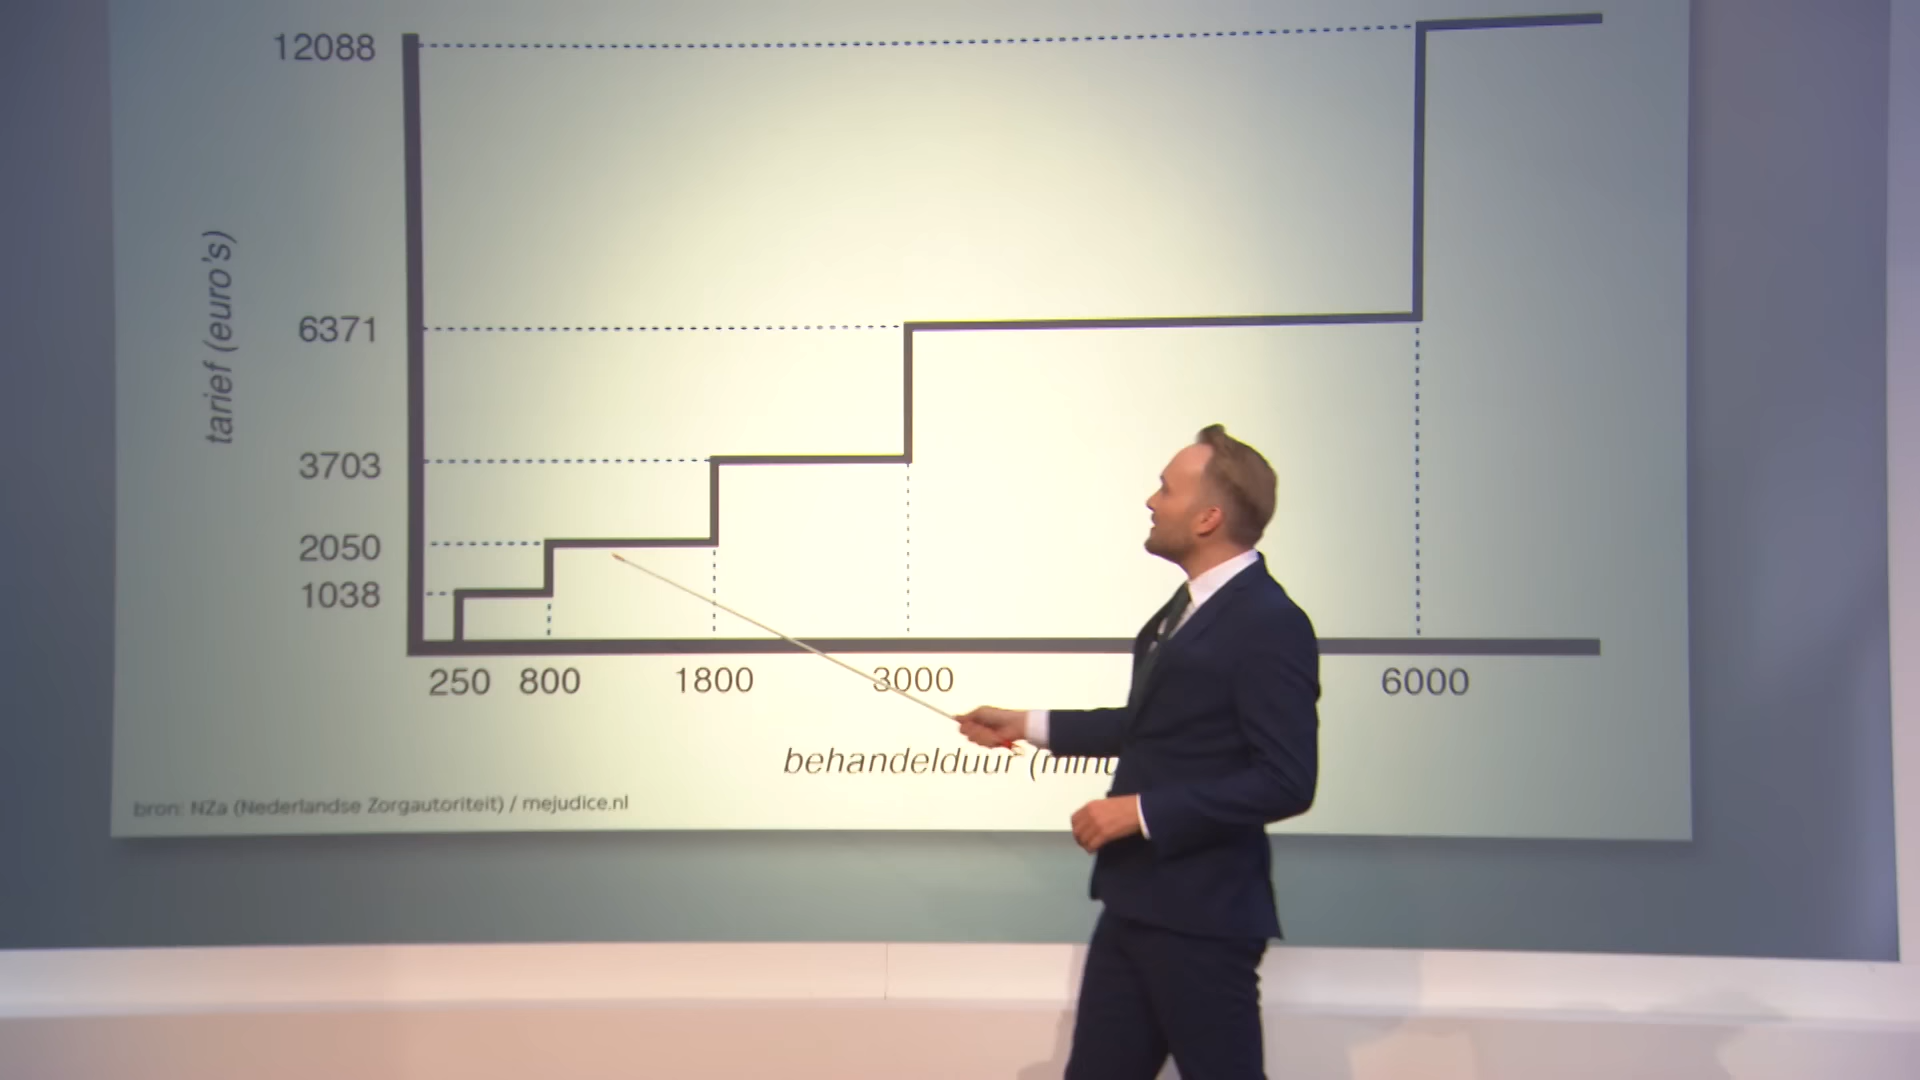 12088
tarief (euro's)
6371
3703
2050
1038
250 800 1800 3000 6000
behandelduur
bron: NZa (Nederlandse Zorgautoriteit) / mejudice.nl